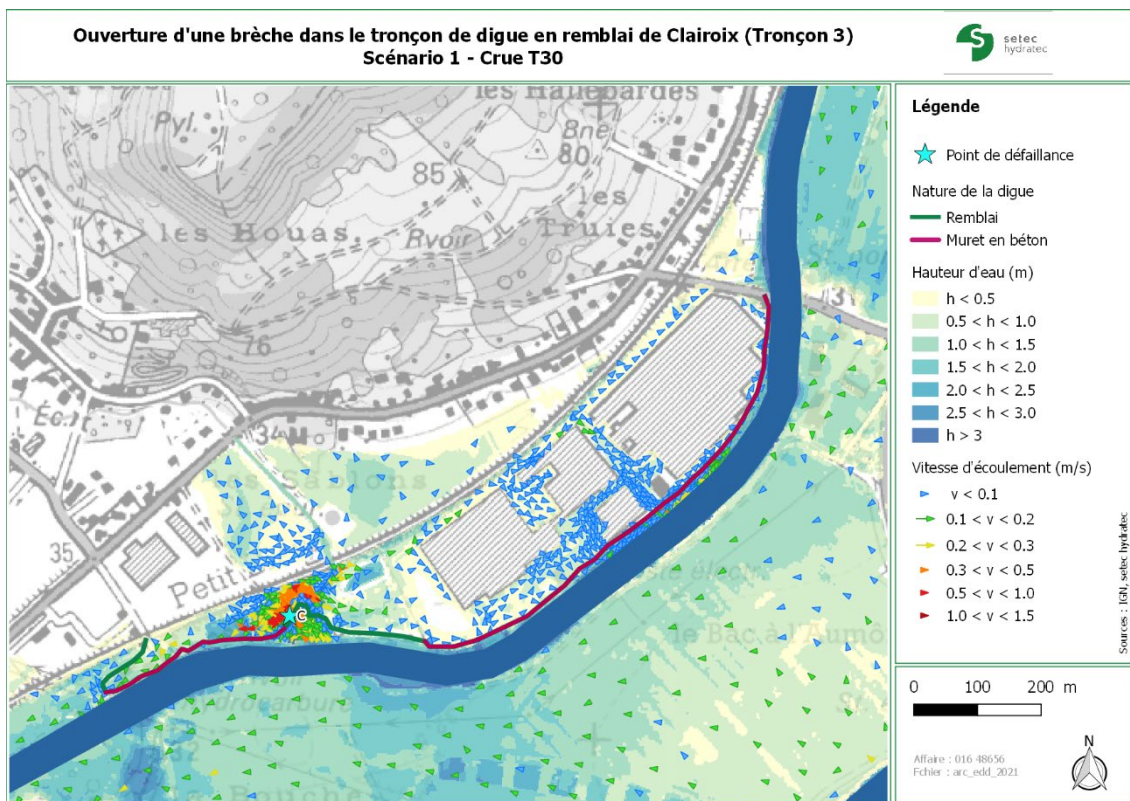 Ouverture d'une brèche dans le tronçon de digue en remblai de Clairoix (Tronçon 3)
Scénario 1 - Crue T30
setec
hydratec
les Hallebardes
Pyl.
Bne
80
85
les
les Houas
Rvoir
Truies
31
76
34
Les Sablons
35
Petit
C
le Bac à l'Aumô
Hydrocarbure
32
Légende
Point de défaillance
Nature de la digue
Remblai
Muret en béton
Hauteur d'eau (m)
h < 0.5
0.5 < h < 1.0
1.0 < h < 1.5
1.5 < h < 2.0
2.0 < h < 2.5
2.5 < h < 3.0
h > 3
Vitesse d'écoulement (m/s)
v < 0.1
0.1 < v < 0.2
0.2 < v < 0.3
0.3 < v < 0.5
0.5 < v < 1.0
1.0 < v < 1.5
Sources : IGN, setec hydratec
0 100 200 m
Affaire : 016 48656
Fichier : arc_edd_2021
N